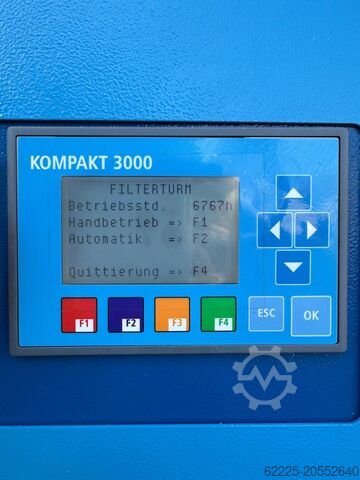 KOMPAKT 3000
FILTERTURM
Betriebsstd. 6767h
Handbetrieb => F1
Automatik => F2
Quittierung => F4
F1 F2 F3 F4 ESC OK
62225-20552640